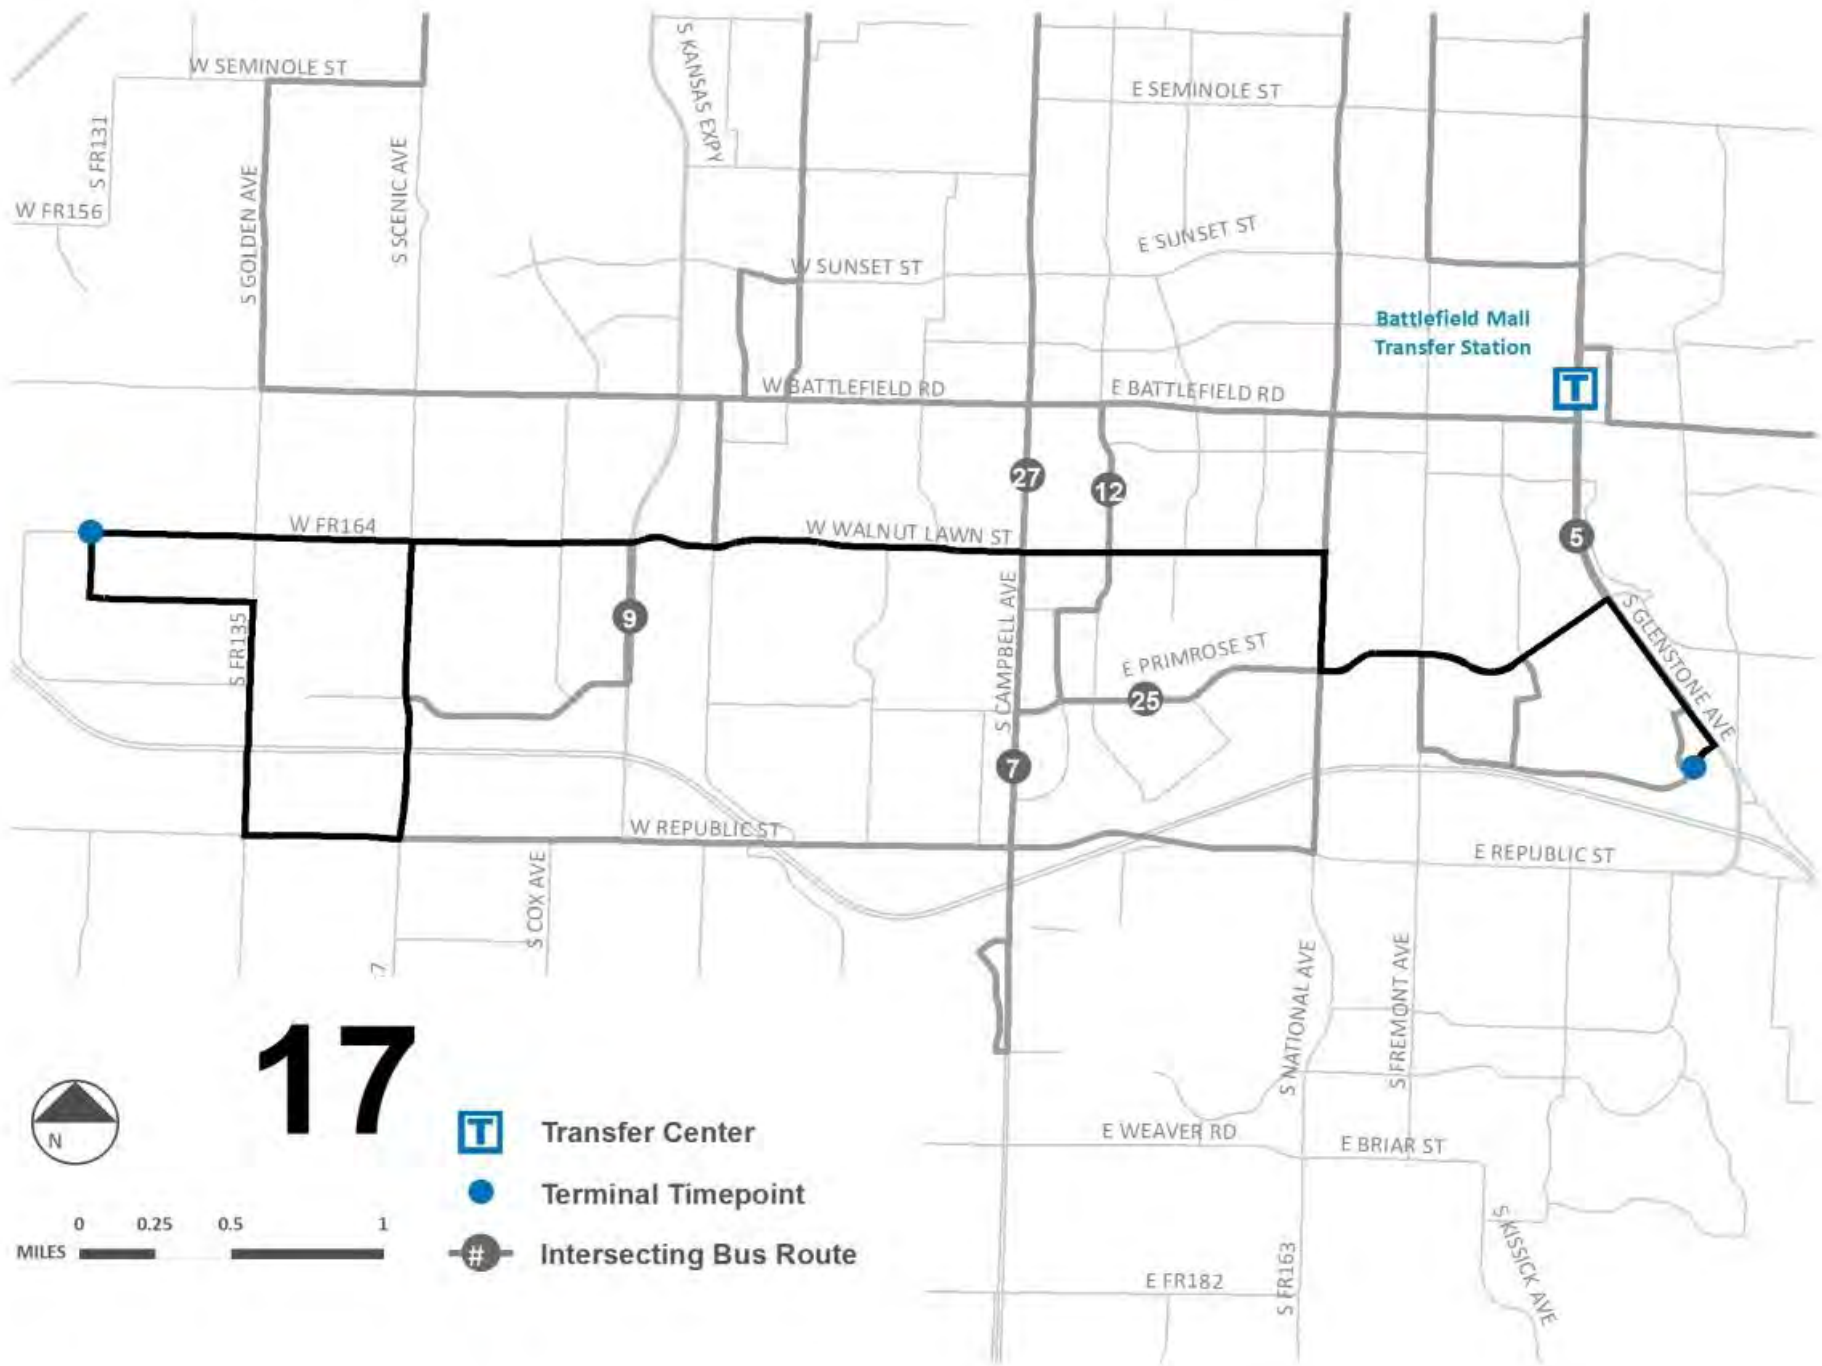 S KANSAS EXPY
W SEMINOLE ST
E SEMINOLE ST
S FR131
S SCENIC AVE
S GOLDEN AVE
W FR156
E SUNSET ST
W SUNSET ST
Battlefield Mall
Transfer Station
T
W BATTLEFIELD RD
E BATTLEFIELD RD
27
12
W FR164
W WALNUT LAWN ST
5
9
S FR135
S CAMPBELL AVE
E PRIMROSE ST
S GLENSTONE AVE
25
7
W REPUBLIC ST
E REPUBLIC ST
S COX AVE
7
S NATIONAL AVE
S FREMONT AVE
17
N
T Transfer Center
E WEAVER RD
E BRIAR ST
Terminal Timepoint
0 0.25 0.5 1
MILES
# Intersecting Bus Route
S KISSICK AVE
E FR182
S FR163